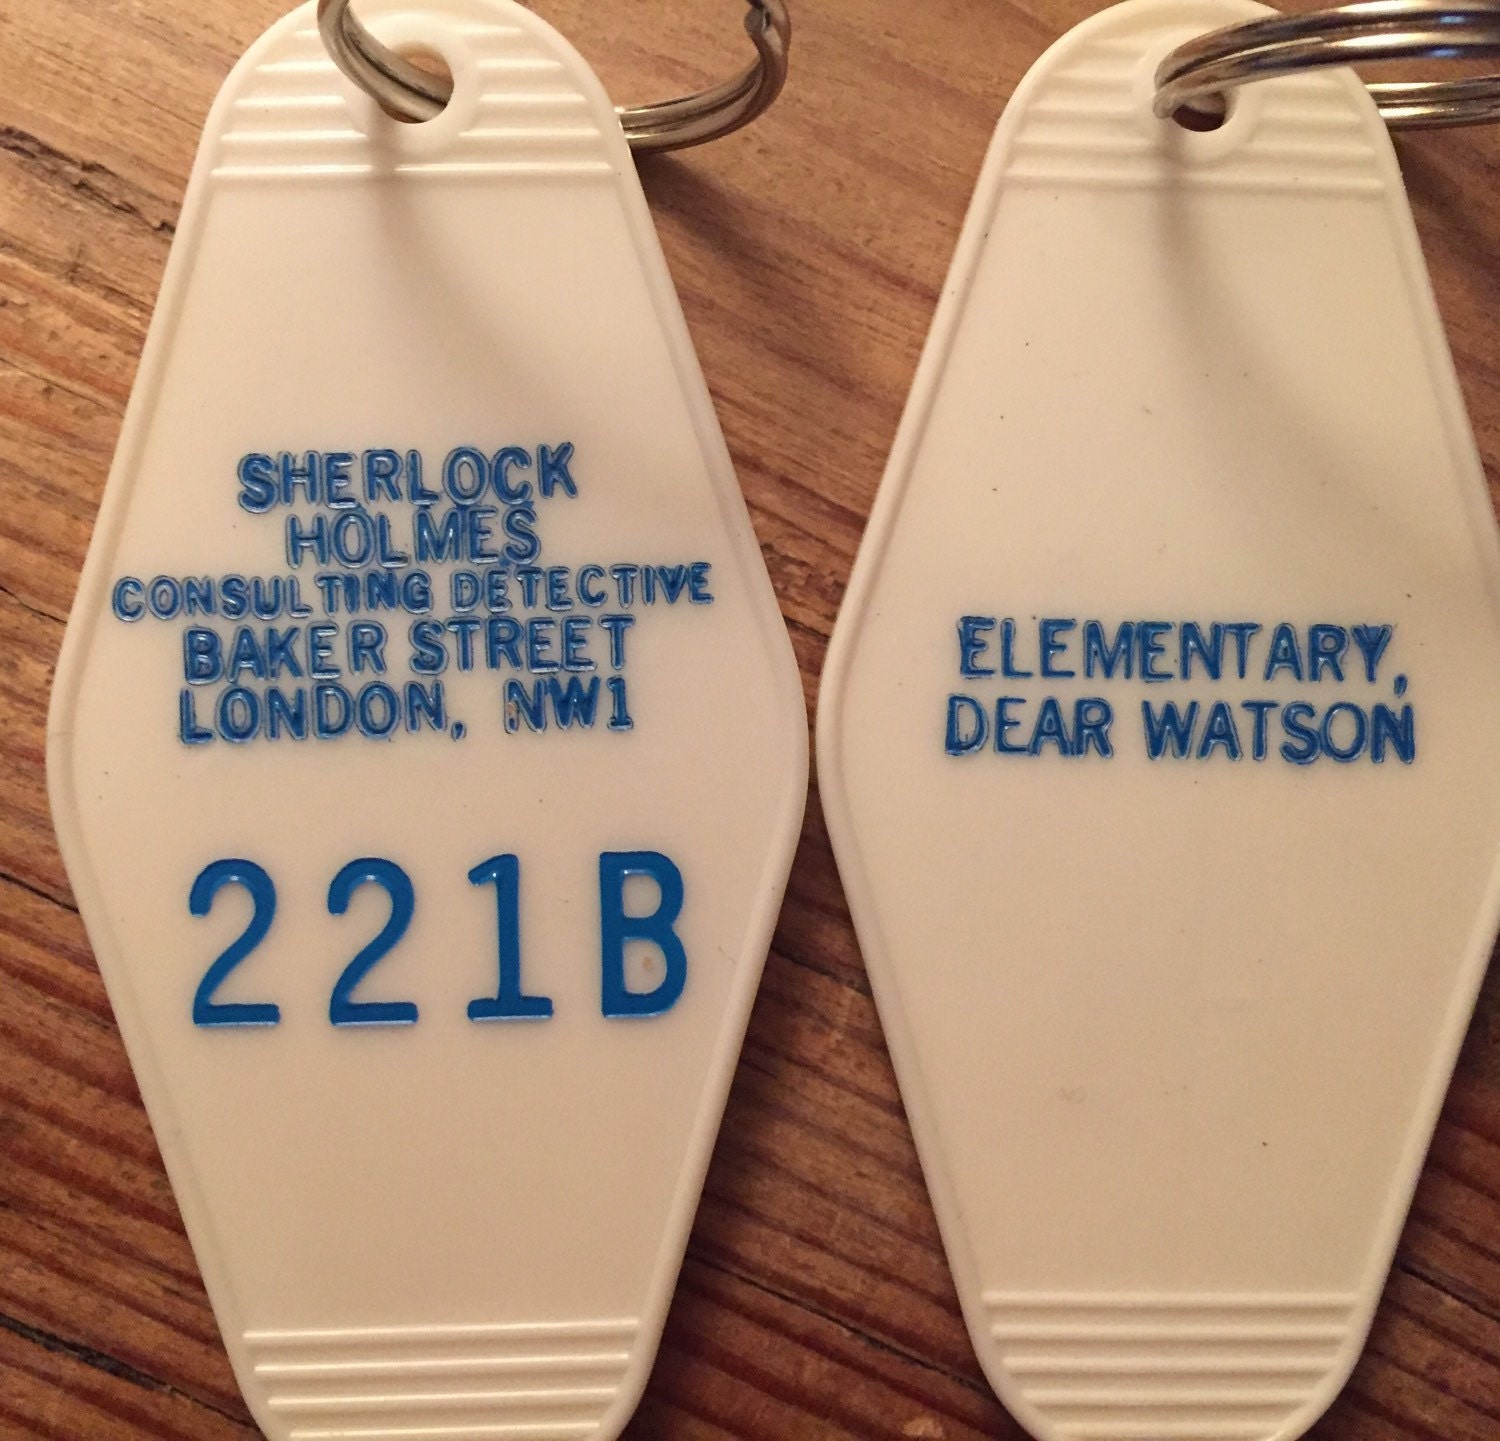 SHERLOCK
HOLMES
CONSULTING DETECTIVE
BAKER STREET
LONDON, NW1
221B
ELEMENTARY,
DEAR WATSON